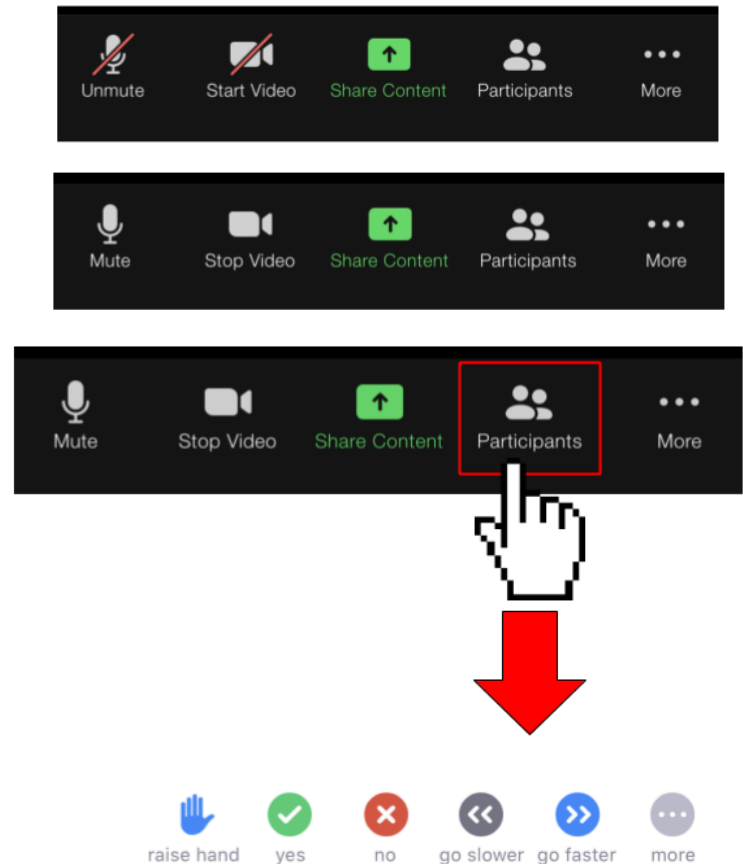 Unmute Start Video Share Content Participants More
Mute Stop Video Share Content Participants More
Mute Stop Video Share Content Participants More
raise hand yes no go slower go faster more